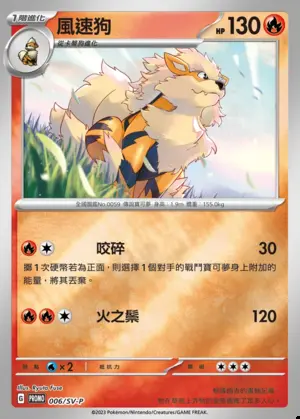 1階進化
風速狗
HP 130
從卡蒂狗進化
全國圖鑑No.0059 傳說寶可夢 身高:1.9m 體重:155.0kg
咬碎 30
擲1次硬幣若為正面,則選擇1個對手的戰鬥寶可夢身上附加的能量,將其丟棄。
火之鬃 130
弱點 ×2 抵抗力
Illus. Ryuta Fuse
G PROMO 006/SV-P
©2023 Pokémon/Nintendo/Creatures/GAME FREAK.